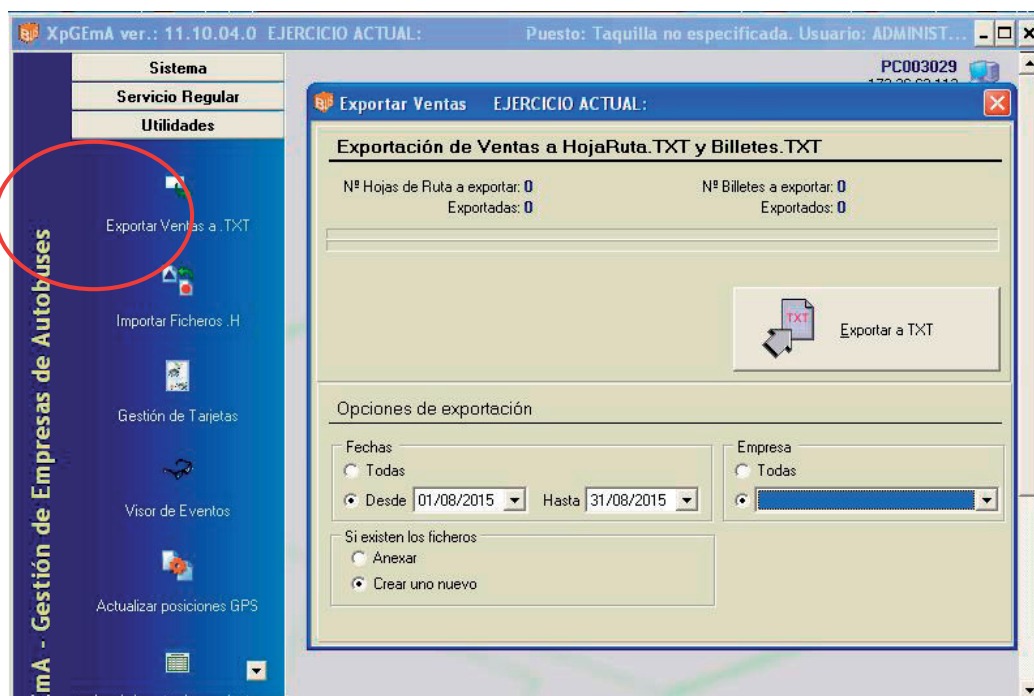 XpGEmA ver.: 11.10.04.0 EJERCICIO ACTUAL: Puesto: Taquilla no especificada. Usuario: ADMINIST...
Sistema
Servicio Regular
Utilidades
Exportar Ventas a .TXT
Importar Ficheros .H
Gestión de Tarjetas
Visor de Eventos
Actualizar posiciones GPS
mA - Gestión de Empresas de Autobuses
PC003029
Exportar Ventas EJERCICIO ACTUAL:
Exportación de Ventas a HojaRuta.TXT y Billetes.TXT
Nº Hojas de Ruta a exportar: 0 Nº Billetes a exportar: 0
Exportadas: 0 Exportados: 0
TXT
Exportar a TXT
Opciones de exportación
Fechas
Todas
Desde 01/08/2015 Hasta 31/08/2015
Empresa
Todas
Si existen los ficheros
Anexar
Crear uno nuevo